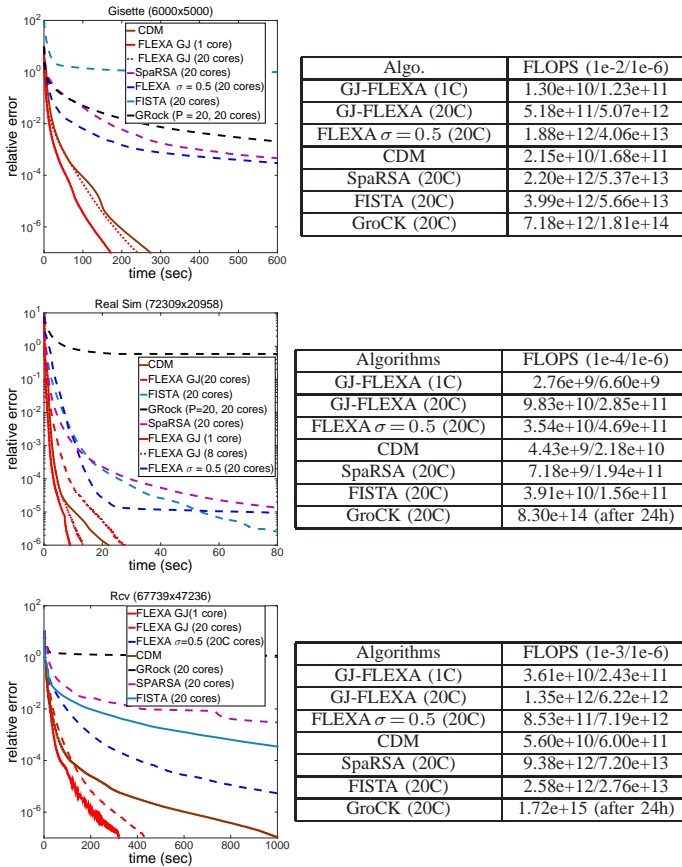 Gisette (6000x5000)
10^2
10^0
10^-2
10^-4
10^-6
relative error
CDM
FLEXA GJ (1 core)
FLEXA GJ (20 cores)
SpaRSA (20 cores)
FLEXA σ = 0.5 (20 cores)
FISTA (20 cores)
GRock (P = 20, 20 cores)
0 100 200 300 400 500 600
time (sec)
Algo. FLOPS (1e-2/1e-6)
GJ-FLEXA (1C) 1.30e+10/1.23e+11
GJ-FLEXA (20C) 5.18e+11/5.07e+12
FLEXA σ = 0.5 (20C) 1.88e+12/4.06e+13
CDM 2.15e+10/1.68e+11
SpaRSA (20C) 2.20e+12/5.37e+13
FISTA (20C) 3.99e+12/5.66e+13
GroCK (20C) 7.18e+12/1.81e+14
Real Sim (72309x20958)
10^1
10^0
10^-1
10^-2
10^-3
10^-4
10^-5
10^-6
relative error
CDM
FLEXA GJ(20 cores)
FISTA (20 cores)
GRock (P=20, 20 cores)
SpaRSA (20 cores)
FLEXA GJ (1 core)
FLEXA GJ (8 cores)
FLEXA σ = 0.5 (20 cores)
0 20 40 60 80
time (sec)
Algorithms FLOPS (1e-4/1e-6)
GJ-FLEXA (1C) 2.76e+9/6.60e+9
GJ-FLEXA (20C) 9.83e+10/2.85e+11
FLEXA σ = 0.5 (20C) 3.54e+10/4.69e+11
CDM 4.43e+9/2.18e+10
SpaRSA (20C) 7.18e+9/1.94e+11
FISTA (20C) 3.91e+10/1.56e+11
GroCK (20C) 8.30e+14 (after 24h)
Rcv (67739x47236)
10^2
10^0
10^-2
10^-4
10^-6
relative error
FLEXA GJ(1 core)
FLEXA GJ (20 cores)
FLEXA σ=0.5 (20C cores)
CDM
GRock (20 cores)
SPARSA (20 cores)
FISTA (20 cores)
0 200 400 600 800 1000
time (sec)
Algorithms FLOPS (1e-3/1e-6)
GJ-FLEXA (1C) 3.61e+10/2.43e+11
GJ-FLEXA (20C) 1.35e+12/6.22e+12
FLEXA σ = 0.5 (20C) 8.53e+11/7.19e+12
CDM 5.60e+10/6.00e+11
SpaRSA (20C) 9.38e+12/7.20e+13
FISTA (20C) 2.58e+12/2.76e+13
GroCK (20C) 1.72e+15 (after 24h)